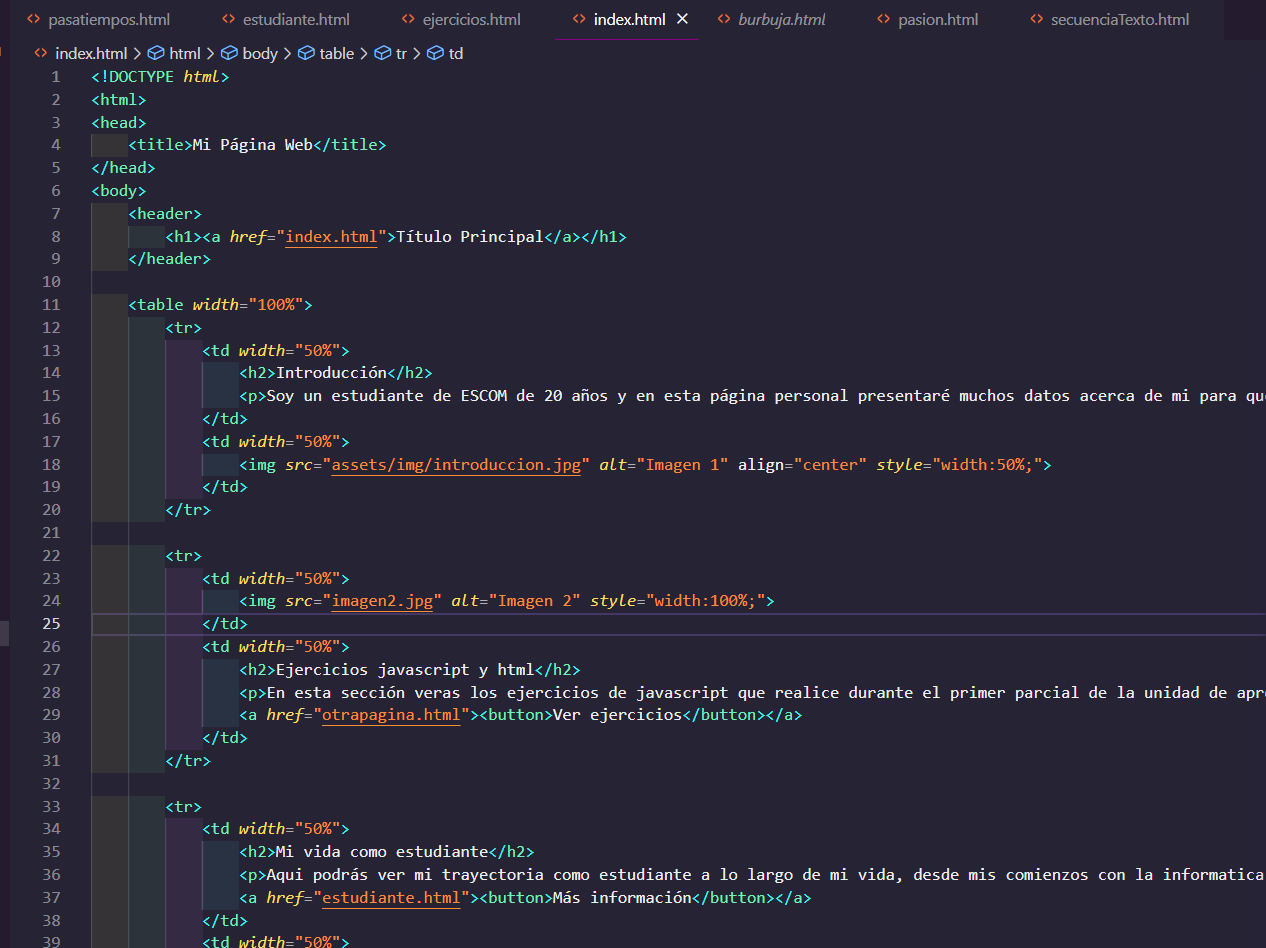 pasatiempos.html estudiante.html ejercicios.html index.html burbuja.html pasion.html secuenciaTexto.html
index.html > html > body > table > tr > td
1 <!DOCTYPE html>
2 <html>
3 <head>
4 <title>Mi Página Web</title>
5 </head>
6 <body>
7 <header>
8 <h1><a href="index.html">Título Principal</a></h1>
9 </header>
10
11 <table width="100%">
12 <tr>
13 <td width="50%">
14 <h2>Introducción</h2>
15 <p>Soy un estudiante de ESCOM de 20 años y en esta página personal presentaré muchos datos acerca de mi para qu
16 </td>
17 <td width="50%">
18 <img src="assets/img/introduccion.jpg" alt="Imagen 1" align="center" style="width:50%;">
19 </td>
20 </tr>
21
22 <tr>
23 <td width="50%">
24 <img src="imagen2.jpg" alt="Imagen 2" style="width:100%;">
25 </td>
26 <td width="50%">
27 <h2>Ejercicios javascript y html</h2>
28 <p>En esta sección veras los ejercicios de javascript que realice durante el primer parcial de la unidad de apr
29 <a href="otrapagina.html"><button>Ver ejercicios</button></a>
30 </td>
31 </tr>
32
33 <tr>
34 <td width="50%">
35 <h2>Mi vida como estudiante</h2>
36 <p>Aqui podrás ver mi trayectoria como estudiante a lo largo de mi vida, desde mis comienzos con la informatica
37 <a href="estudiante.html"><button>Más información</button></a>
38 </td>
39 <td width="50%">